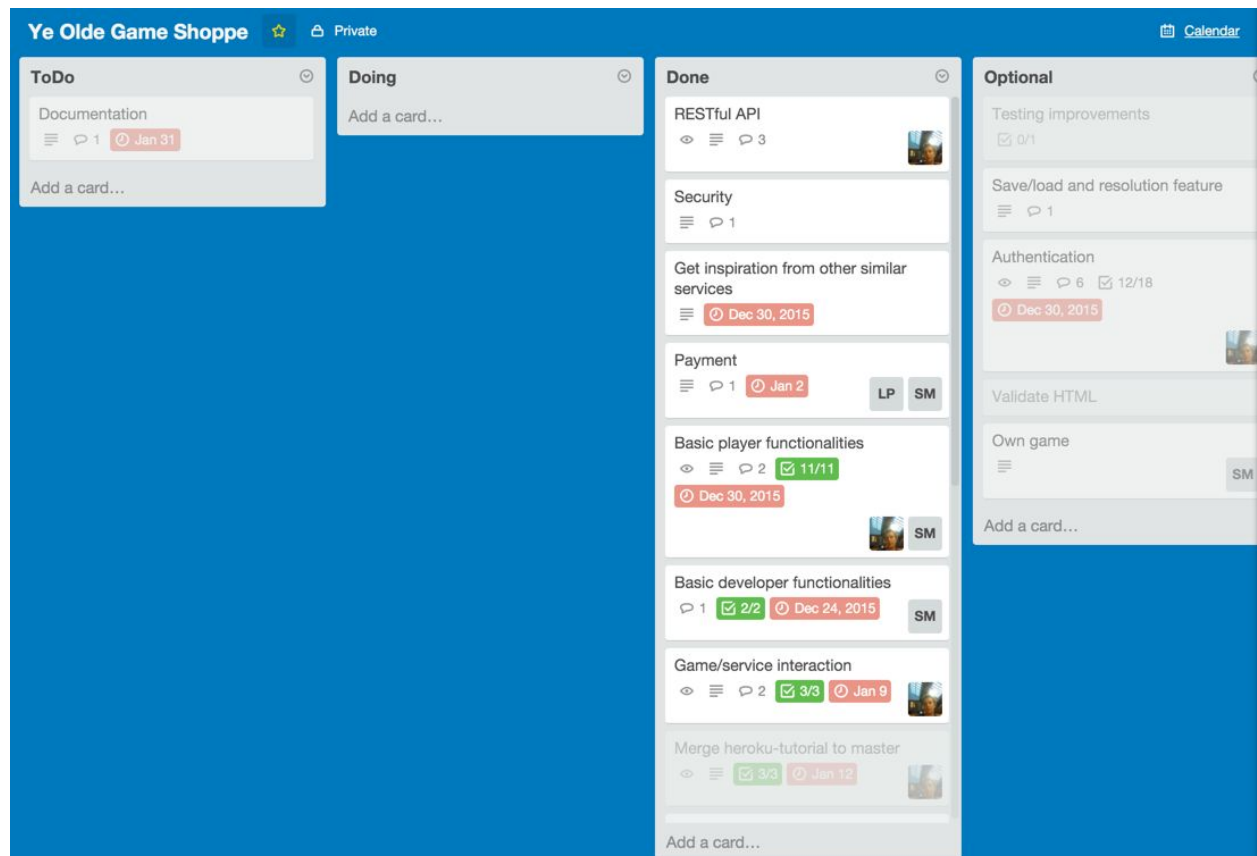 Ye Olde Game Shoppe
Private
Calendar
ToDo
Documentation
1 Jan 31
Add a card...
Doing
Add a card...
Done
RESTful API
3
Security
1
Get inspiration from other similar
services
Dec 30, 2015
Payment
1 Jan 2
LP SM
Basic player functionalities
2 11/11
Dec 30, 2015
SM
Basic developer functionalities
1 2/2 Dec 24, 2015
SM
Game/service interaction
2 3/3 Jan 9
Merge heroku-tutorial to master
3/3 Jan 12
Add a card...
Optional
Testing improvements
0/1
Save/load and resolution feature
1
Authentication
6 12/18
Dec 30, 2015
Validate HTML
Own game
SM
Add a card...